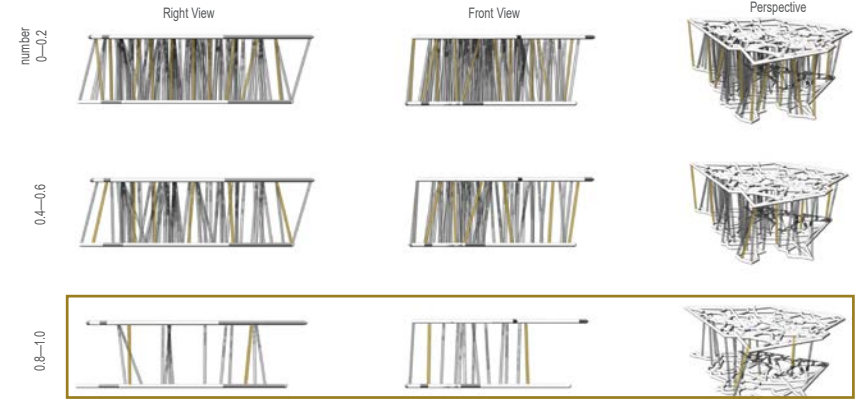 Right View
Front View
Perspective
number
0—0.2
0.4—0.6
0.8—1.0